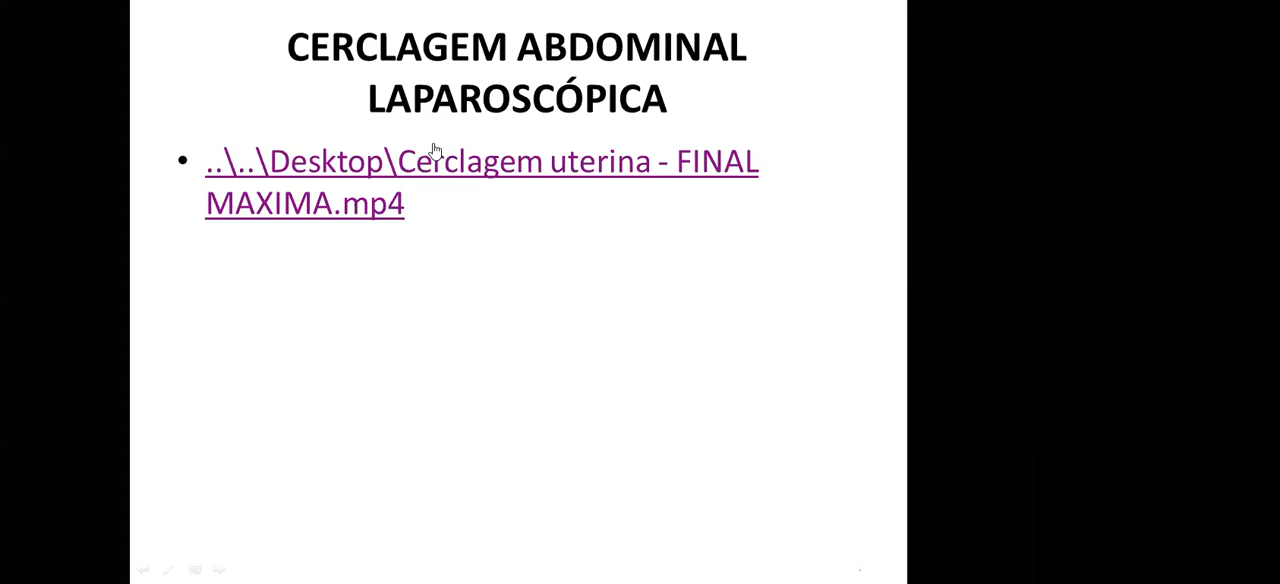 CERCLAGEM ABDOMINAL
LAPAROSCÓPICA
• ..\..\Desktop\Cerclagem uterina - FINAL
MAXIMA.mp4